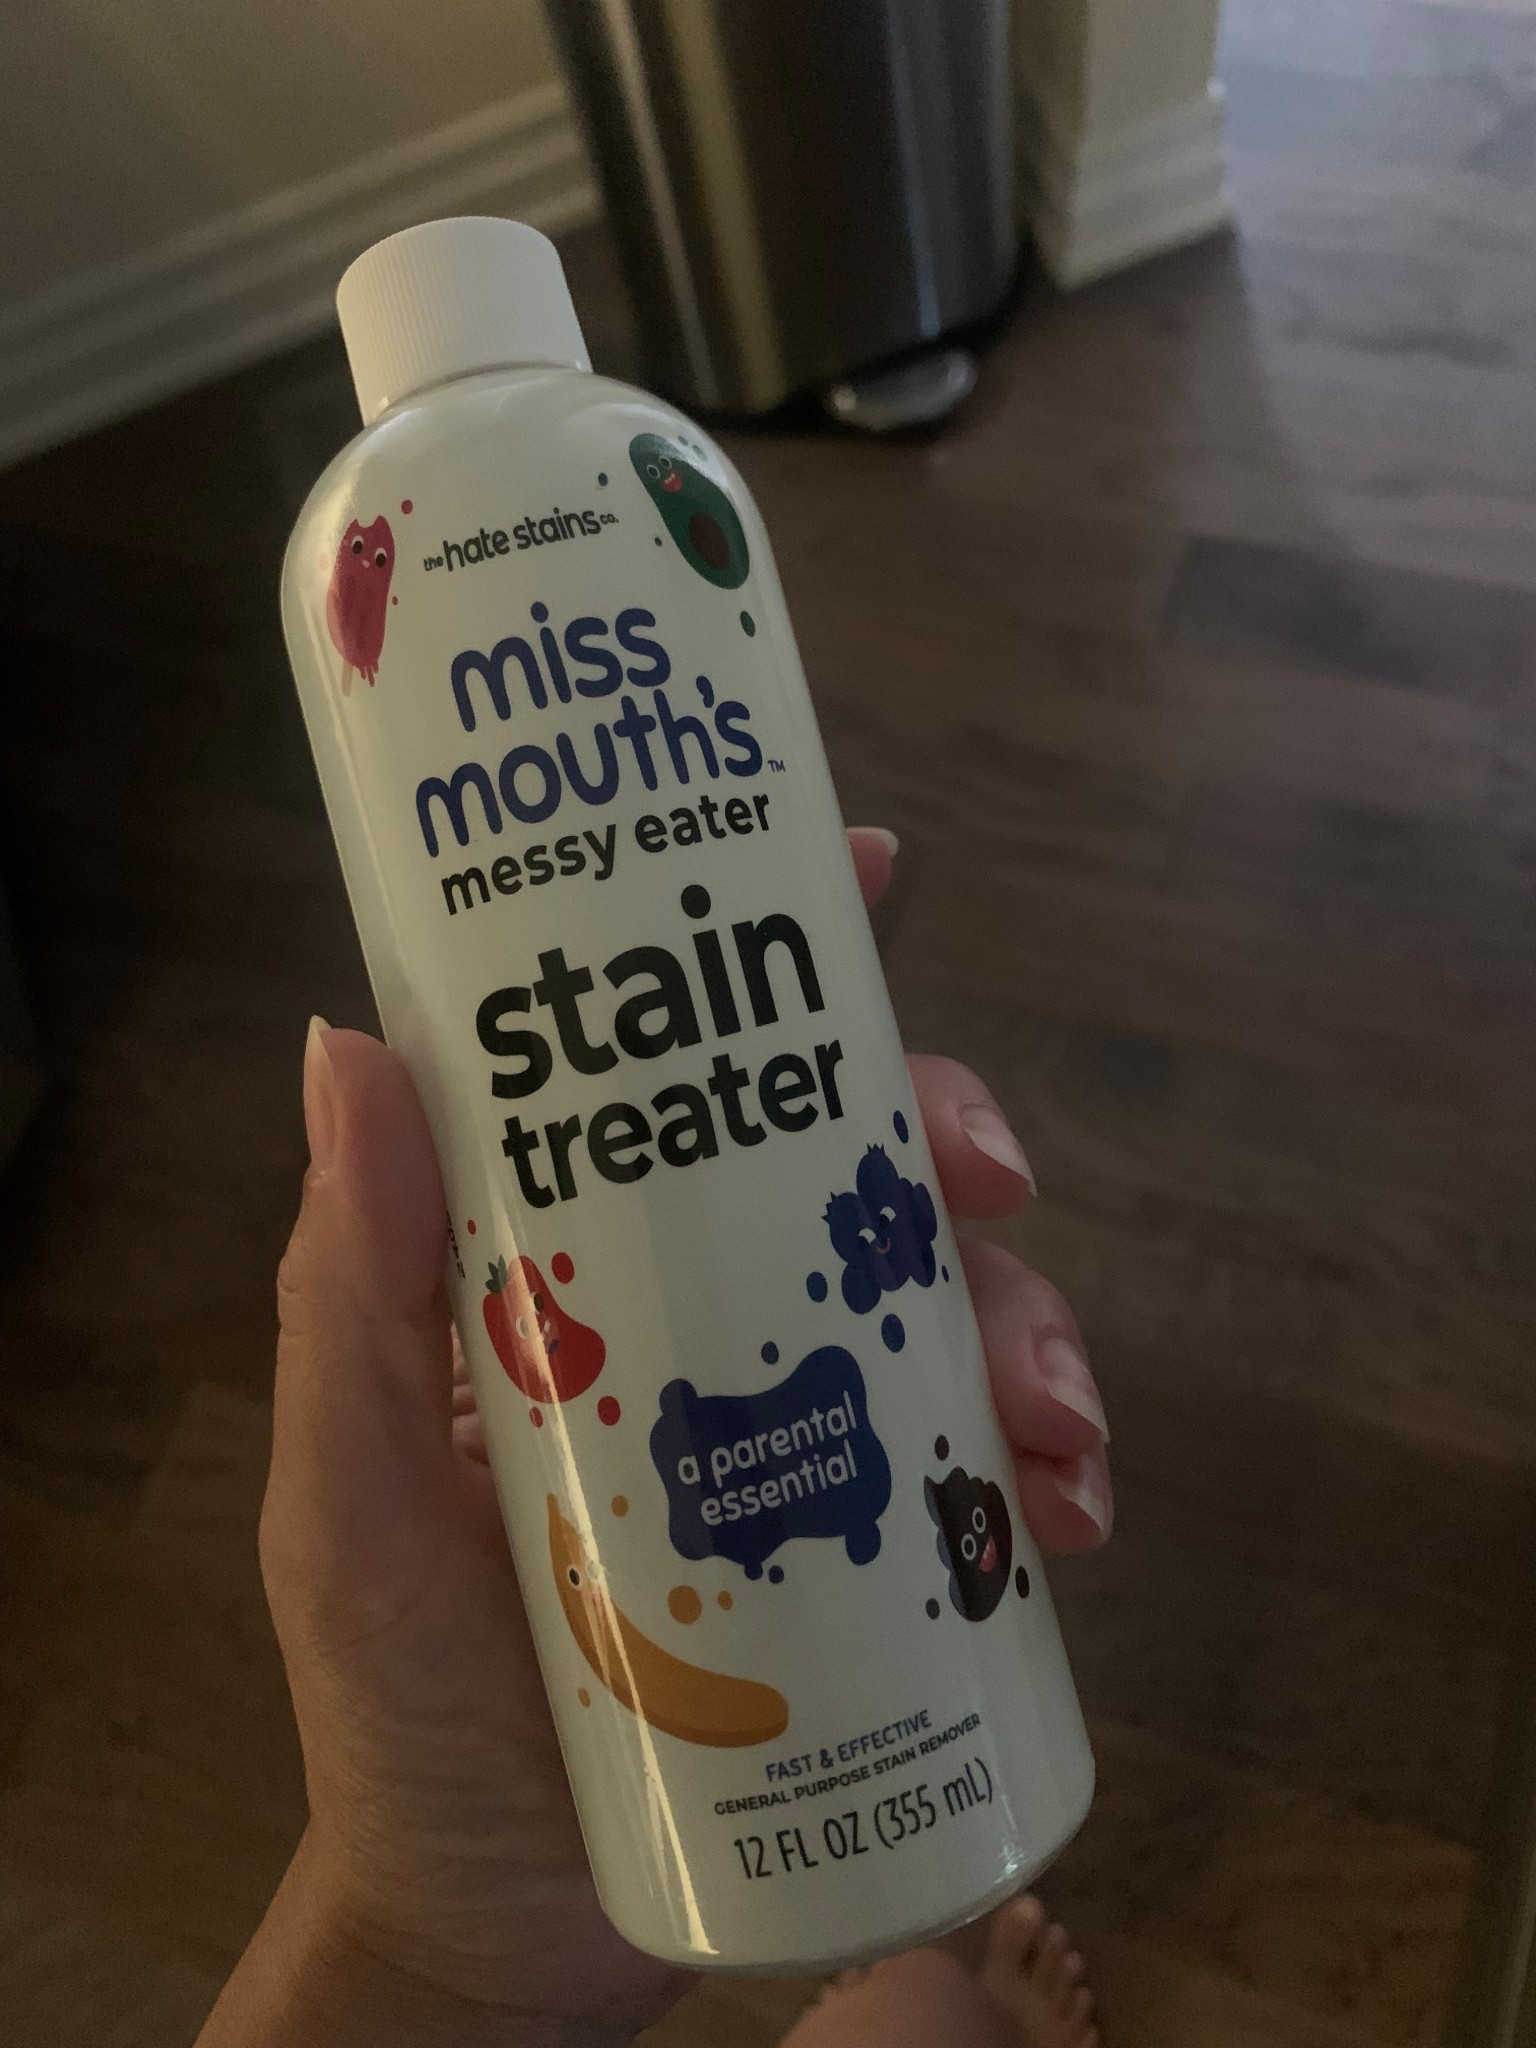 the hate stains co.
miss
mouth's™
messy eater
stain
treater
a parental
essential
FAST & EFFECTIVE
GENERAL PURPOSE STAIN REMOVER
12 FL OZ (355 mL)